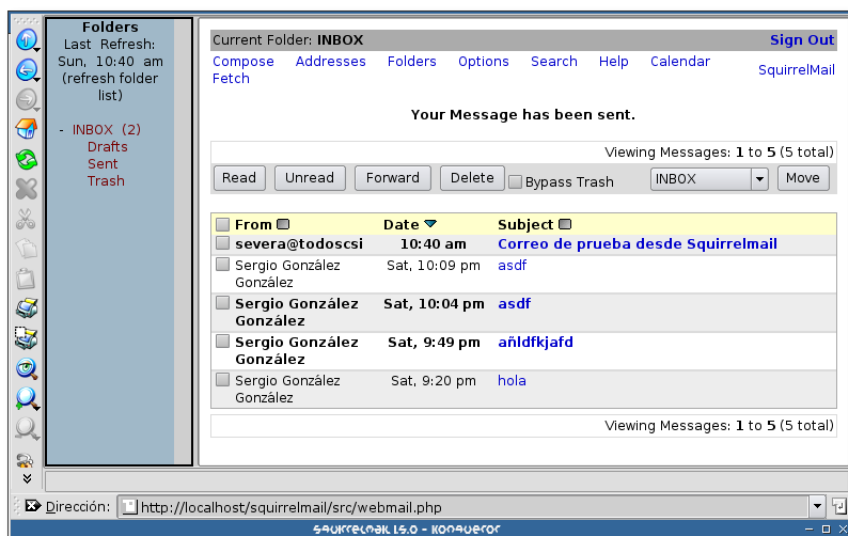 Folders
Last Refresh:
Sun, 10:40 am
(refresh folder
list)
- INBOX (2)
Drafts
Sent
Trash
Current Folder: INBOX Sign Out
Compose Addresses Folders Options Search Help Calendar SquirrelMail
Fetch
Your Message has been sent.
Viewing Messages: 1 to 5 (5 total)
Read Unread Forward Delete Bypass Trash INBOX Move
From Date Subject
severa@todoscsi 10:40 am Correo de prueba desde Squirrelmail
Sergio González Sat, 10:09 pm asdf
González
Sergio González Sat, 10:04 pm asdf
González
Sergio González Sat, 9:49 pm añldfkjafd
González
Sergio González Sat, 9:20 pm hola
González
Viewing Messages: 1 to 5 (5 total)
Dirección: http://localhost/squirrelmail/src/webmail.php
squirrelmail 1.5.0 - Konqueror